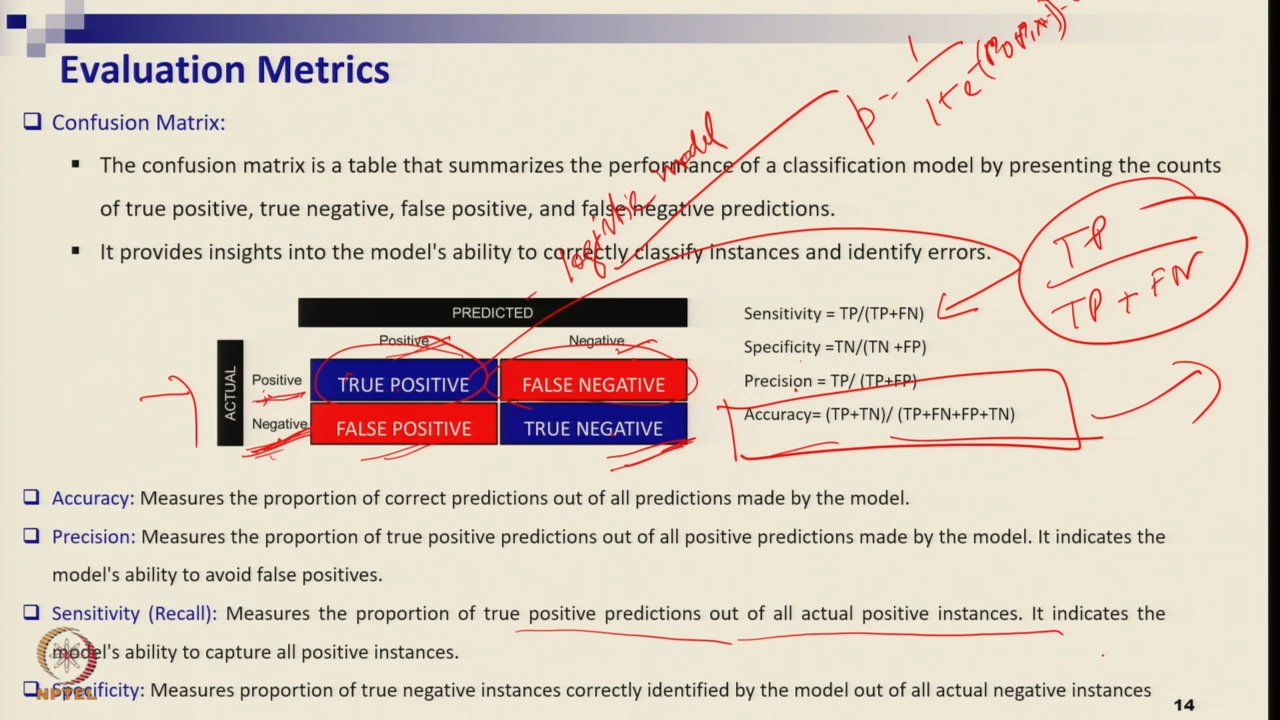 Evaluation Metrics
Confusion Matrix:
The confusion matrix is a table that summarizes the performance of a classification model by presenting the counts
of true positive, true negative, false positive, and false negative predictions.
It provides insights into the model's ability to correctly classify instances and identify errors.
p = 1
1 + e
logistic model
TP
TP + FN
PREDICTED
Positive Negative
ACTUAL
Positive TRUE POSITIVE FALSE NEGATIVE
Negative FALSE POSITIVE TRUE NEGATIVE
Sensitivity = TP/(TP+FN)
Specificity =TN/(TN +FP)
Precision = TP/ (TP+FP)
Accuracy= (TP+TN)/ (TP+FN+FP+TN)
Accuracy: Measures the proportion of correct predictions out of all predictions made by the model.
Precision: Measures the proportion of true positive predictions out of all positive predictions made by the model. It indicates the
model's ability to avoid false positives.
Sensitivity (Recall): Measures the proportion of true positive predictions out of all actual positive instances. It indicates the
model's ability to capture all positive instances.
Specificity: Measures proportion of true negative instances correctly identified by the model out of all actual negative instances
NPTEL
14